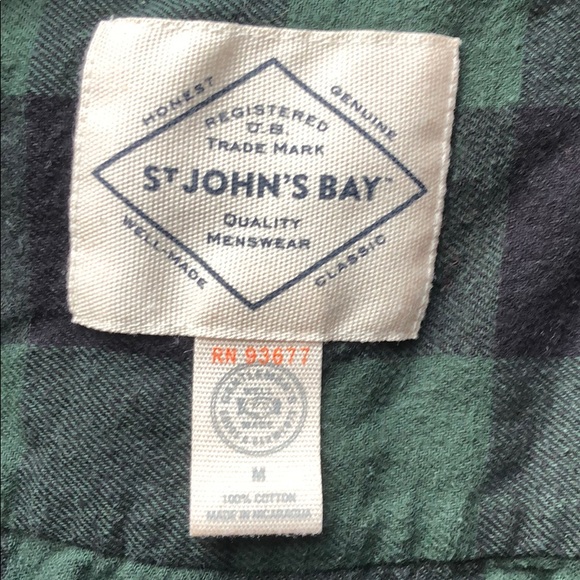 HONEST
GENUINE
REGISTERED
U.S.
TRADE MARK
ST JOHN'S BAY™
QUALITY
MENSWEAR
WELL-MADE
CLASSIC
RN 93677
M
100% COTTON
MADE IN NICARAGUA